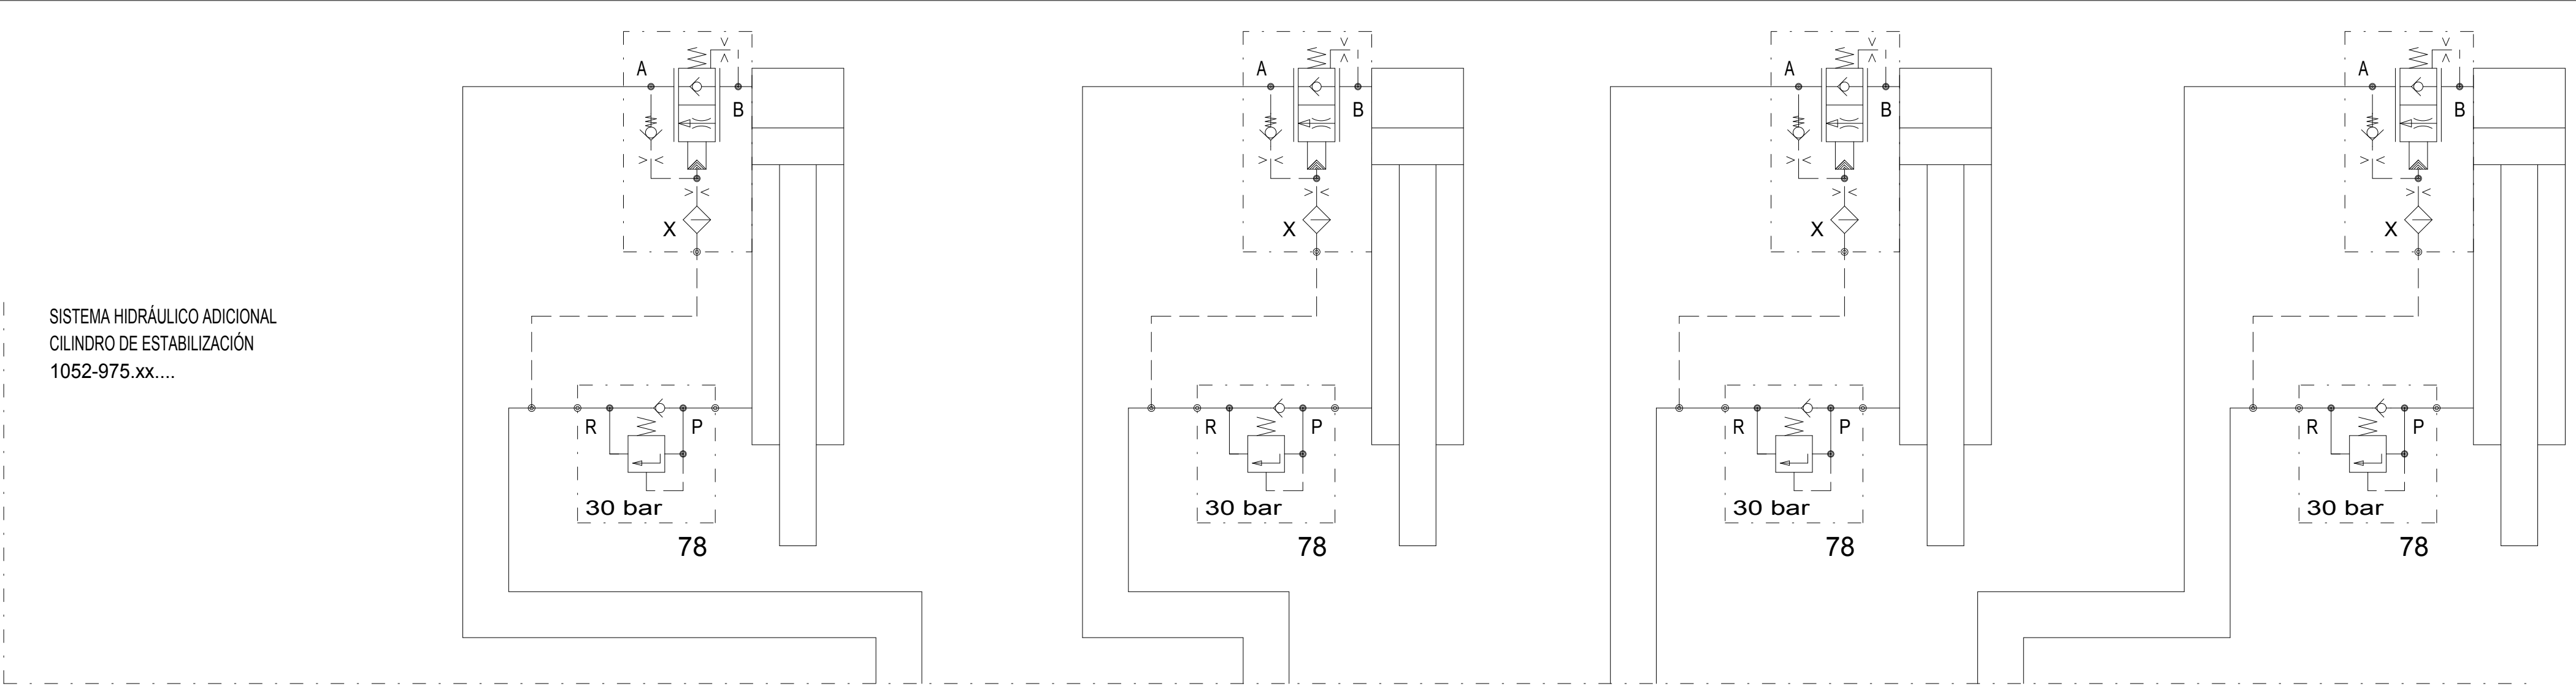 SISTEMA HIDRÁULICO ADICIONAL
CILINDRO DE ESTABILIZACIÓN
1052-975.xx....
A
B
X
R
P
30 bar
78
A
B
X
R
P
30 bar
78
A
B
X
R
P
30 bar
78
A
B
X
R
P
30 bar
78